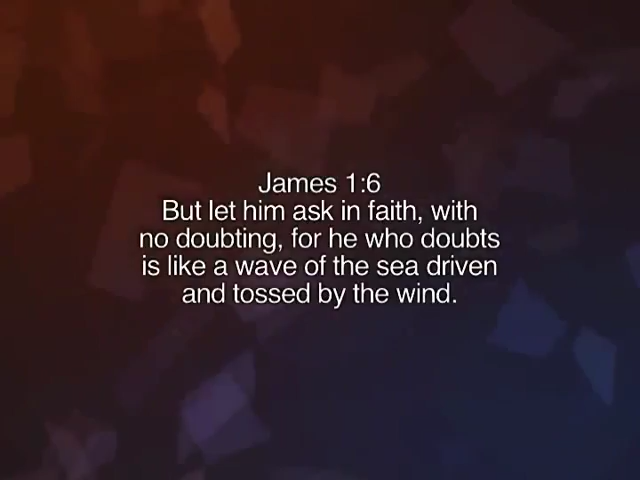 James 1:6
But let him ask in faith, with
no doubting, for he who doubts
is like a wave of the sea driven
and tossed by the wind.